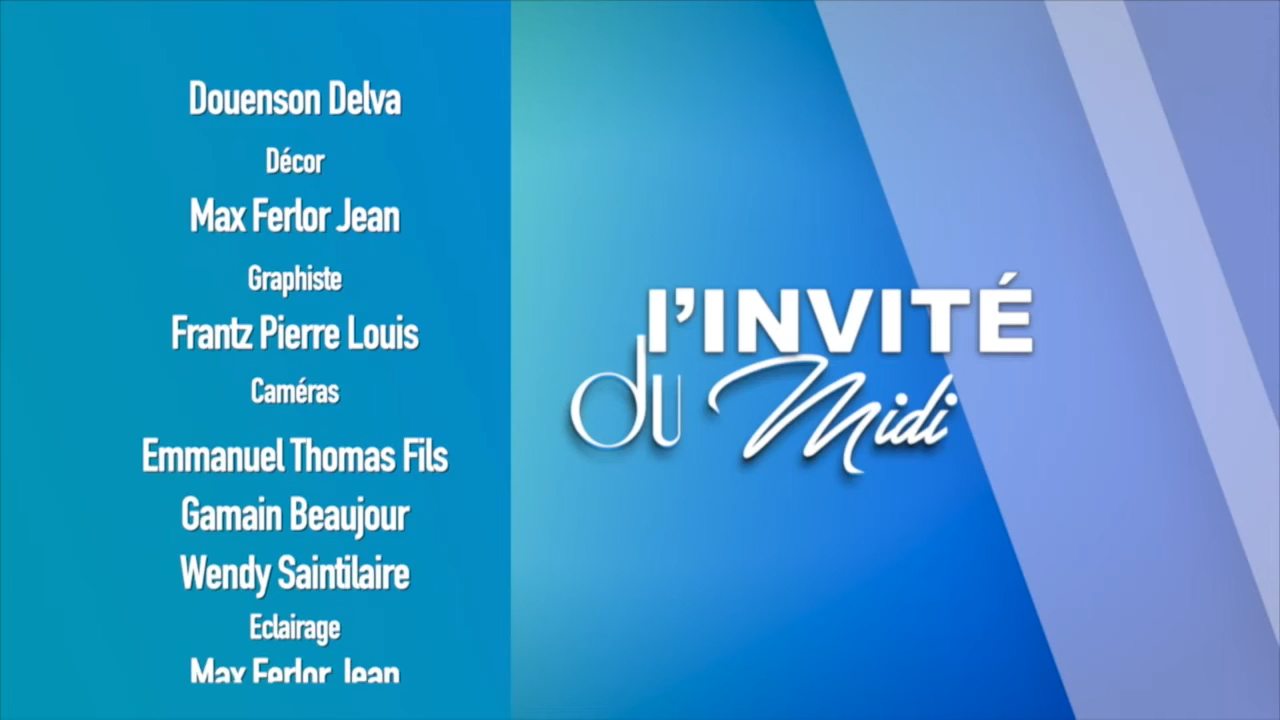 Douenson Delva
Décor
Max Ferlor Jean
Graphiste
Frantz Pierre Louis
Caméras
Emmanuel Thomas Fils
Gamain Beaujour
Wendy Saintilaire
Eclairage
Max Ferlor Jean
l'INVITÉ
du Midi